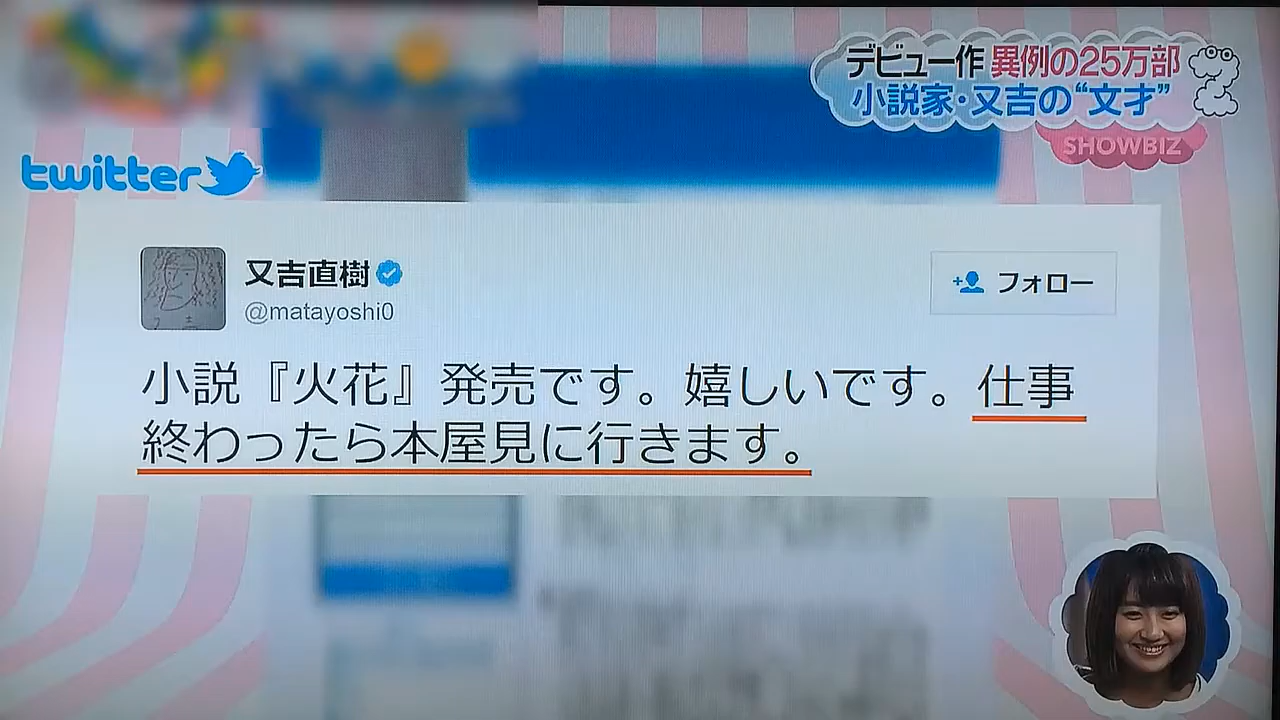 デビュー作 異例の25万部
小説家・又吉の“文才”
SHOWBIZ
twitter
又吉直樹
@matayoshi0
フォロー
小説『火花』発売です。嬉しいです。仕事
終わったら本屋見に行きます。